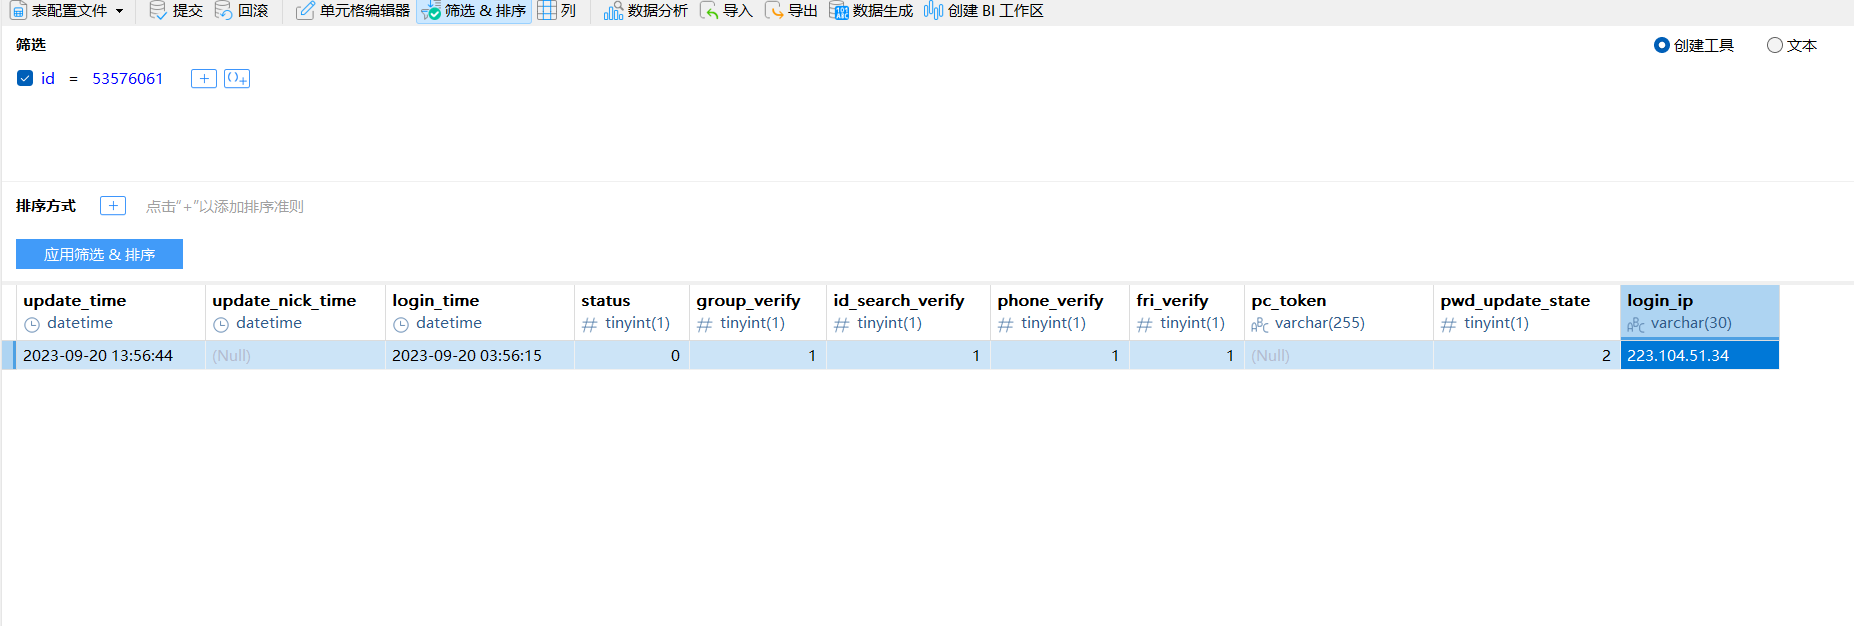 表配置文件 提交 回滚 单元格编辑器 筛选 & 排序 列 数据分析 导入 导出 数据生成 创建 BI 工作区
筛选 创建工具 文本
id = 53576061
排序方式 点击“+”以添加排序准则
应用筛选 & 排序
update_time update_nick_time login_time status group_verify id_search_verify phone_verify fri_verify pc_token pwd_update_state login_ip
datetime datetime datetime # tinyint(1) # tinyint(1) # tinyint(1) # tinyint(1) # tinyint(1) ABC varchar(255) # tinyint(1) ABC varchar(30)
2023-09-20 13:56:44 (Null) 2023-09-20 03:56:15 0 1 1 1 1 (Null) 2 223.104.51.34